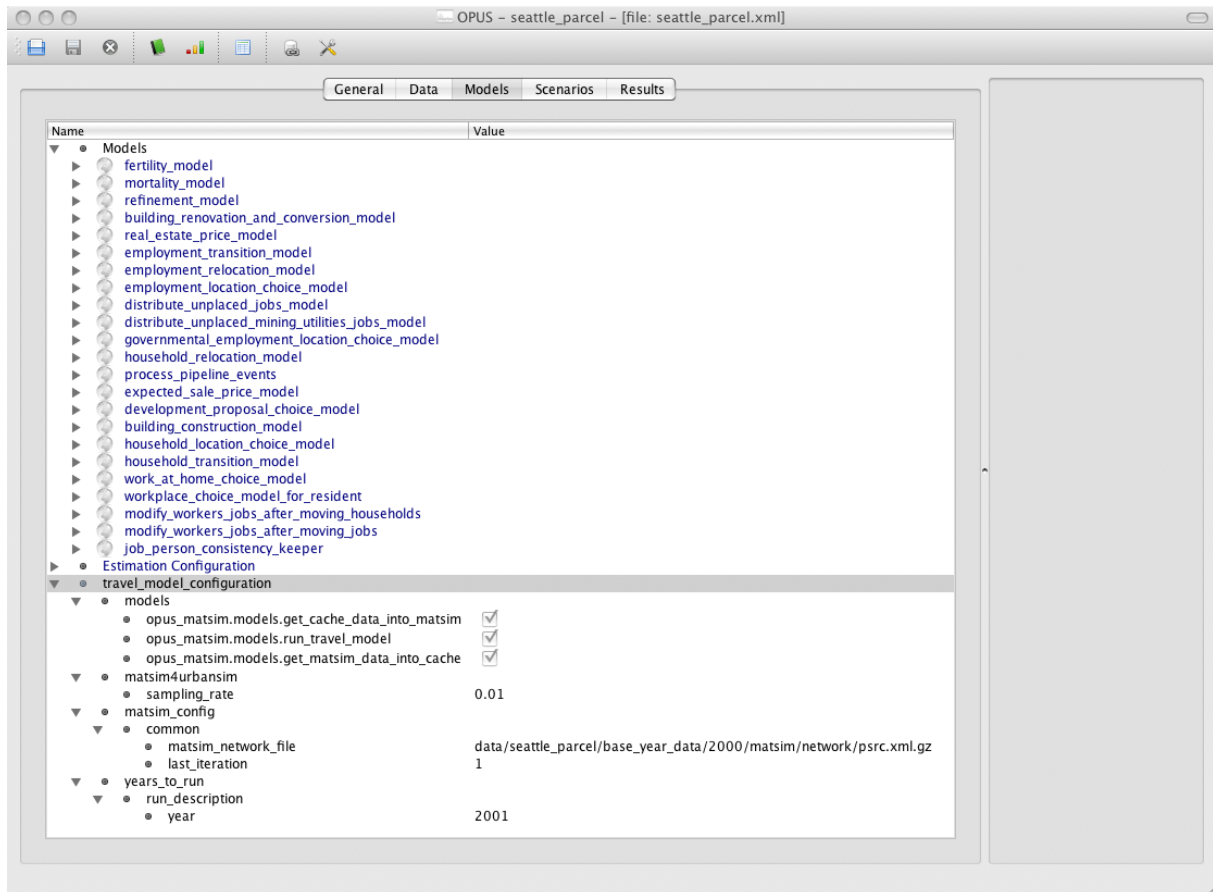 OPUS - seattle_parcel - [file: seattle_parcel.xml]
General Data Models Scenarios Results
Name Value
Models
fertility_model
mortality_model
refinement_model
building_renovation_and_conversion_model
real_estate_price_model
employment_transition_model
employment_relocation_model
employment_location_choice_model
distribute_unplaced_jobs_model
distribute_unplaced_mining_utilities_jobs_model
governmental_employment_location_choice_model
household_relocation_model
process_pipeline_events
expected_sale_price_model
development_proposal_choice_model
building_construction_model
household_location_choice_model
household_transition_model
work_at_home_choice_model
workplace_choice_model_for_resident
modify_workers_jobs_after_moving_households
modify_workers_jobs_after_moving_jobs
job_person_consistency_keeper
Estimation Configuration
travel_model_configuration
models
opus_matsim.models.get_cache_data_into_matsim
opus_matsim.models.run_travel_model
opus_matsim.models.get_matsim_data_into_cache
matsim4urbansim
sampling_rate 0.01
matsim_config
common
matsim_network_file data/seattle_parcel/base_year_data/2000/matsim/network/psrc.xml.gz
last_iteration 1
years_to_run
run_description
year 2001